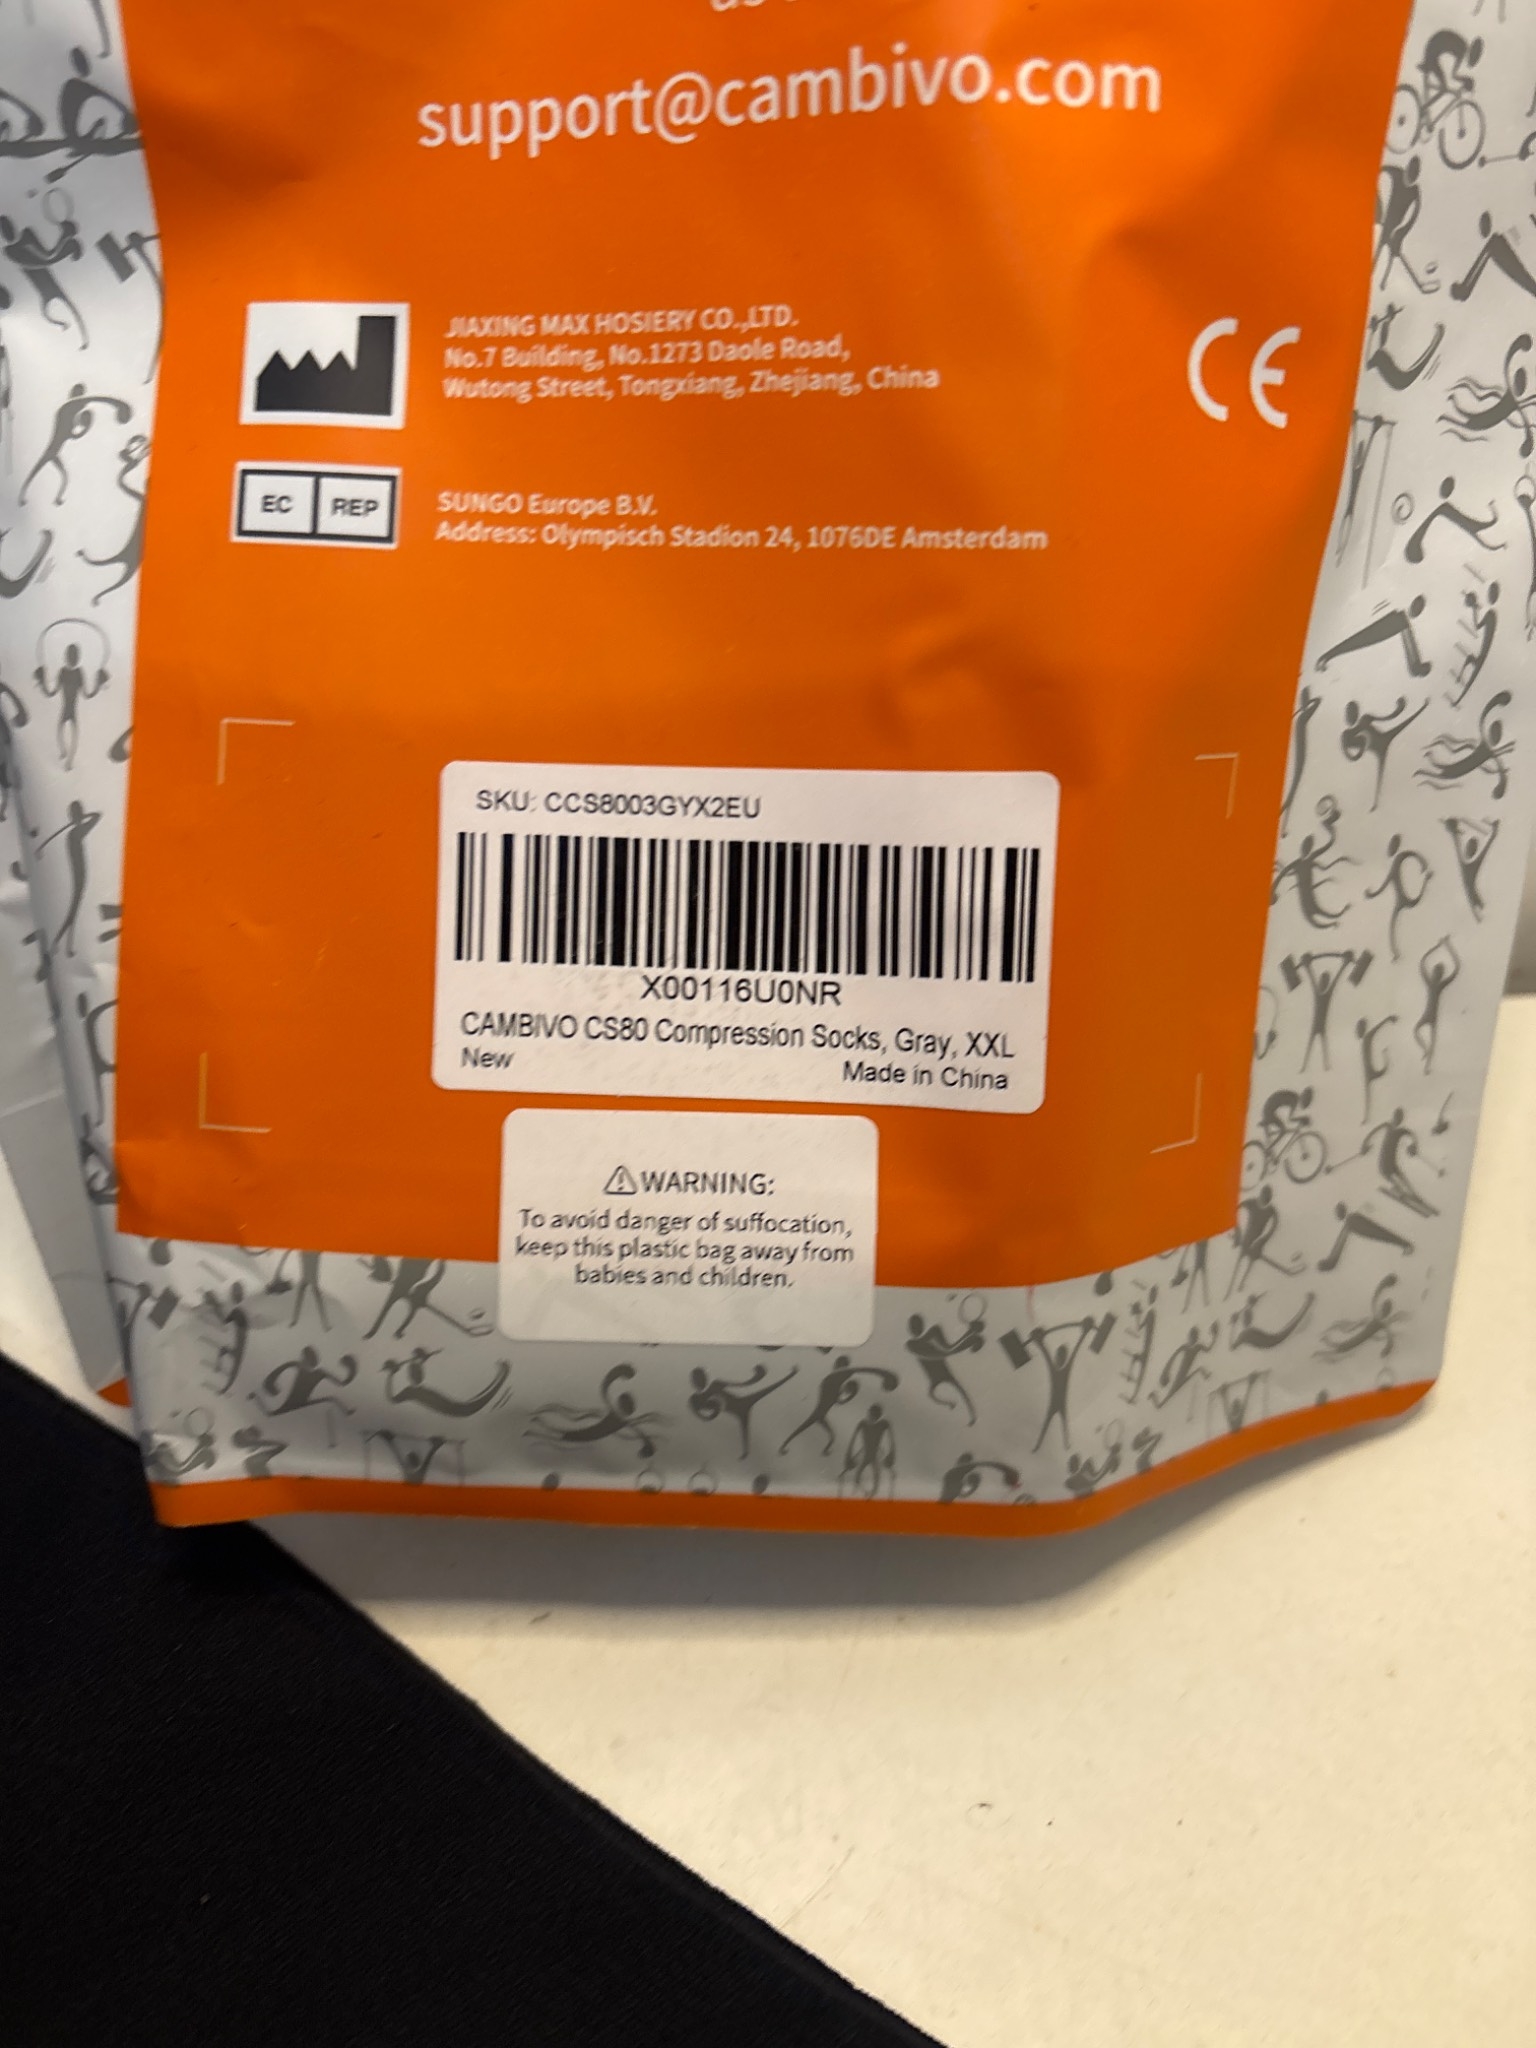 support@cambivo.com
JIAXING MAX HOSIERY CO.,LTD.
No.7 Building, No.1273 Daole Road,
Wutong Street, Tongxiang, Zhejiang, China
CE
EC REP
SUNGO Europe B.V.
Address: Olympisch Stadion 24, 1076DE Amsterdam
SKU: CCS8003GYX2EU
X00116U0NR
CAMBIVO CS80 Compression Socks, Gray, XXL
New
Made in China
⚠WARNING:
To avoid danger of suffocation,
keep this plastic bag away from
babies and children.